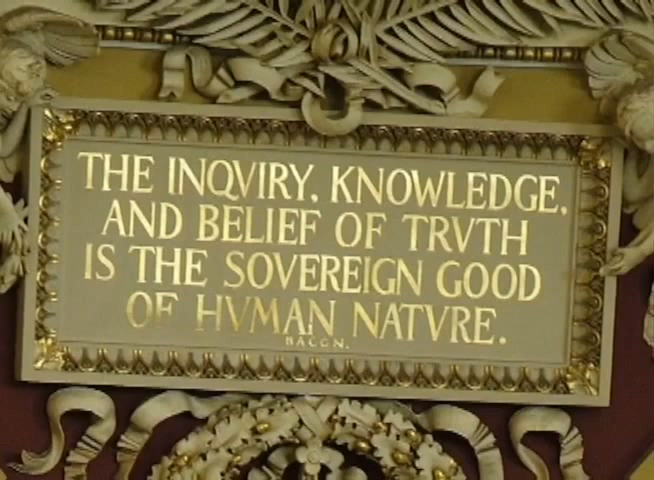 THE INQVIRY, KNOWLEDGE,
AND BELIEF OF TRVTH
IS THE SOVEREIGN GOOD
OF HVMAN NATVRE.
BACON.